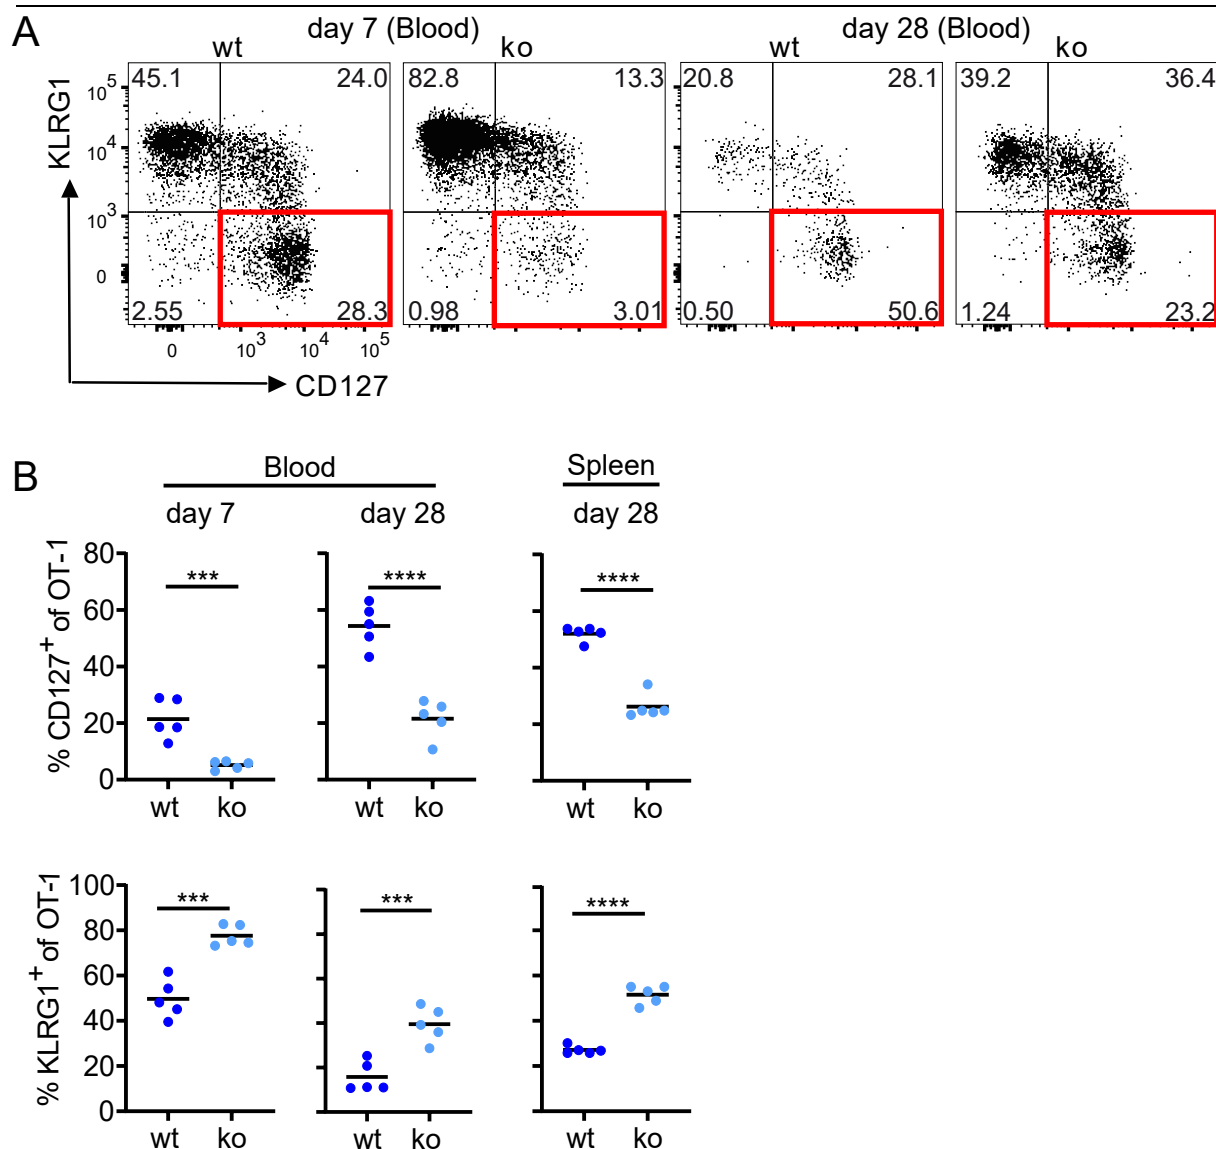 A
day 7 (Blood)
day 28 (Blood)
wt
ko
wt
ko
KLRG1
45.1 24.0
82.8 13.3
20.8 28.1
39.2 36.4
10^5
10^4
10^3
0
2.55 28.3
0.98 3.01
0.50 50.6
1.24 23.2
0 10^3 10^4 10^5
CD127
B
Blood
Spleen
day 7
day 28
day 28
% CD127^+ of OT-1
80
60
40
20
0
***
****
****
wt ko
wt ko
wt ko
% KLRG1^+ of OT-1
100
80
60
40
20
0
***
***
****
wt ko
wt ko
wt ko